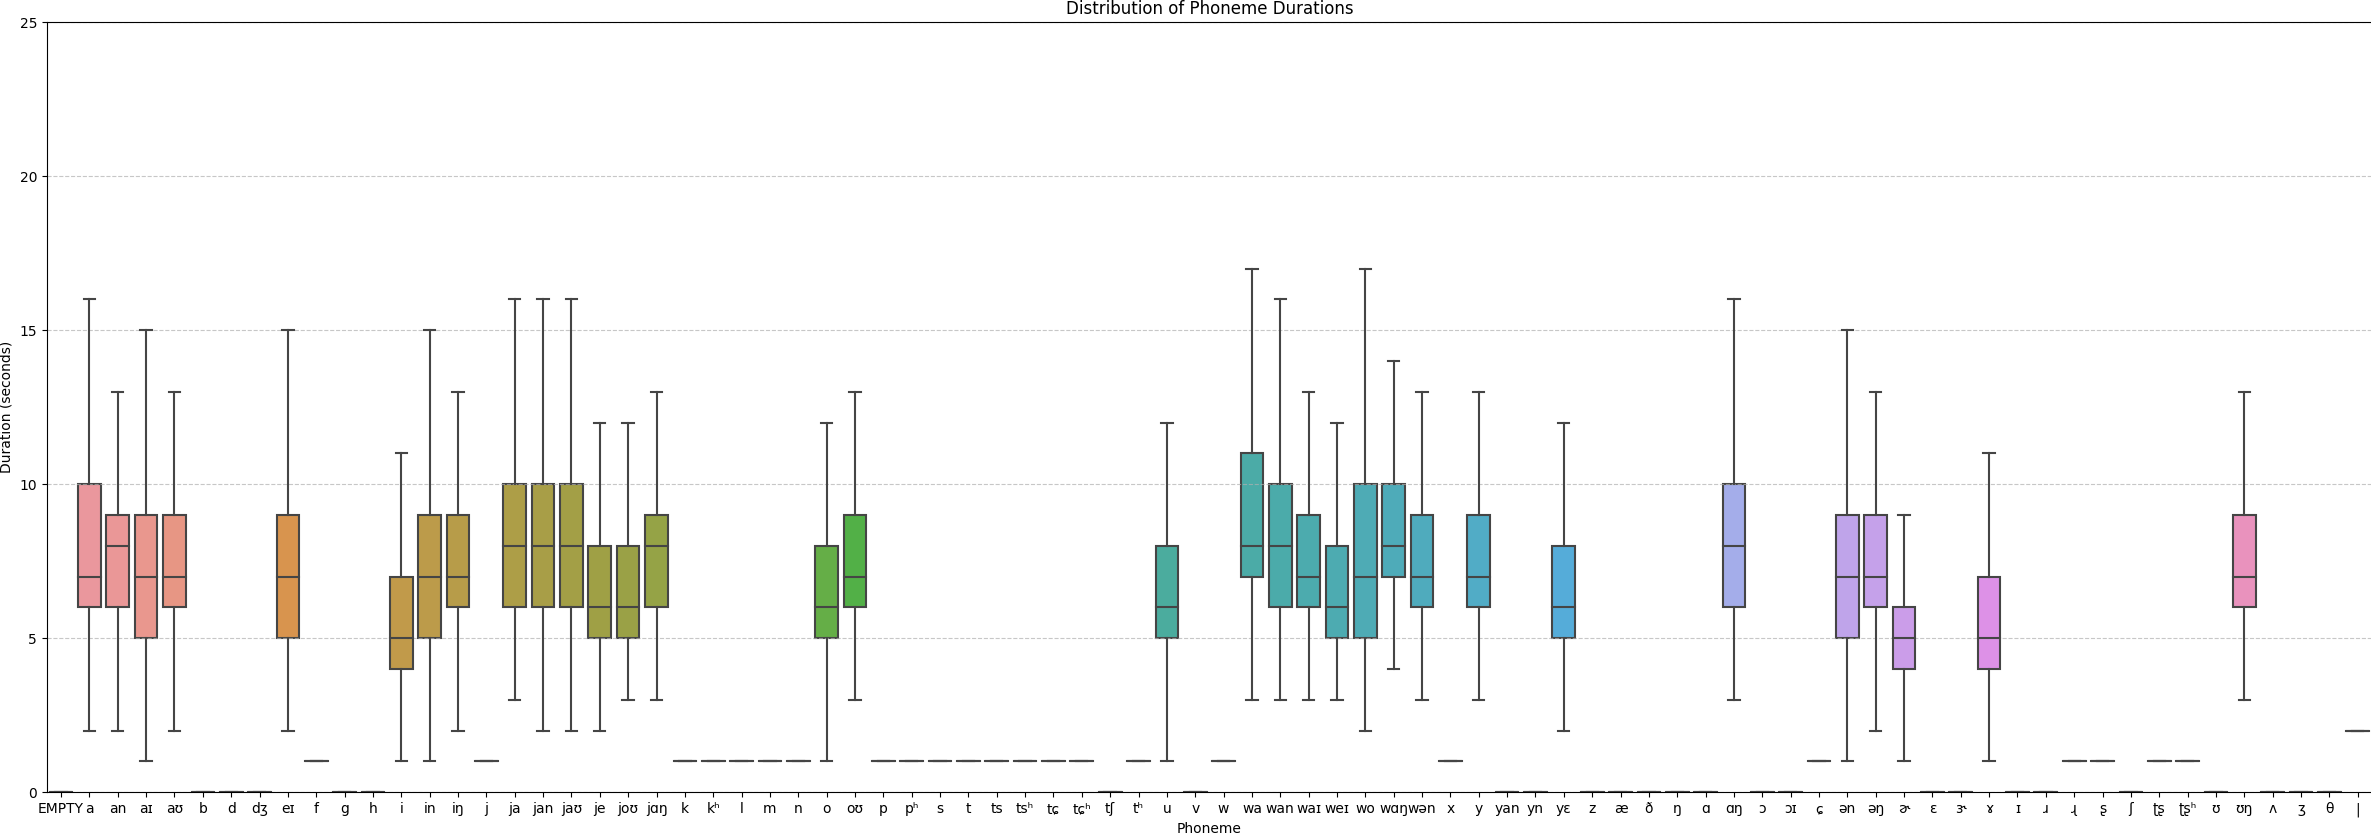 Distribution of Phoneme Durations
25
20
15
10
5
0
Duration (seconds)
EMPTY a an aɪ aʊ b d dʒ eɪ f g h i in iŋ j ja jan jaʊ je joʊ jɑŋ k kʰ l m n o oʊ p pʰ s t ts tsʰ tɕ tɕʰ tʃ tʰ u v w wa wan waɪ weɪ wo wɑŋ wən x y yan yn yɛ z æ ð ŋ ɑ ɑŋ ɔ ɔɪ ɕ ən əŋ ɚ ɛ ɝ ɤ ɪ ɹ ɻ ʂ ʃ ʈʂ ʈʂʰ ʊ ʊŋ ʌ ʒ θ |
Phoneme